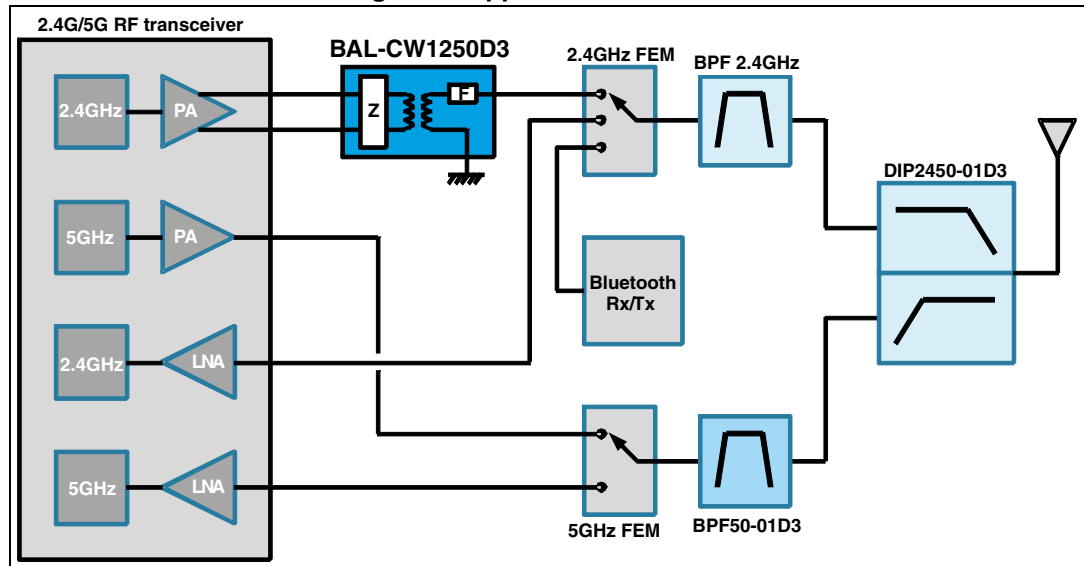 2.4G/5G RF transceiver
BAL-CW1250D3
2.4GHz FEM
BPF 2.4GHz
2.4GHz
PA
Z
F
DIP2450-01D3
5GHz
PA
Bluetooth
Rx/Tx
2.4GHz
LNA
5GHz
LNA
5GHz FEM
BPF50-01D3